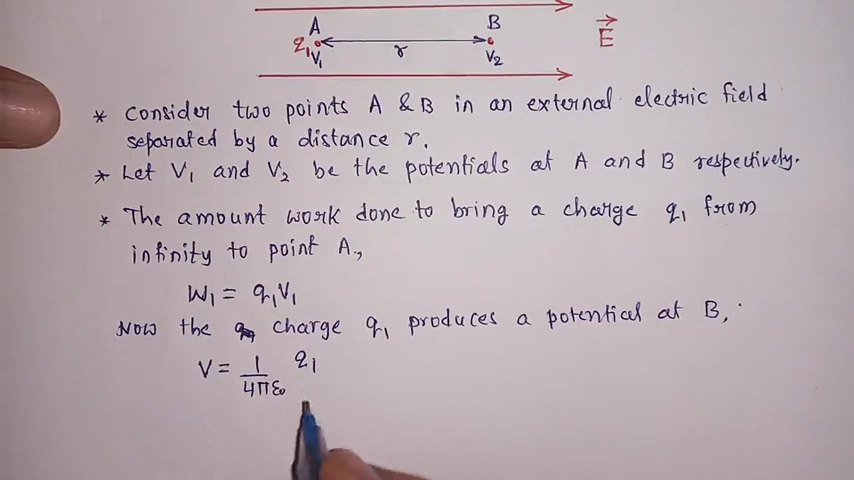 A B
q₁ V₁ r V₂ E⃗
* Consider two points A & B in an external electric field
separated by a distance r.
* Let V₁ and V₂ be the potentials at A and B respectively.
* The amount work done to bring a charge q₁ from
infinity to point A.,
W₁ = q₁V₁
Now the charge q₁ produces a potential at B,
V = 1/4πε₀ q₁